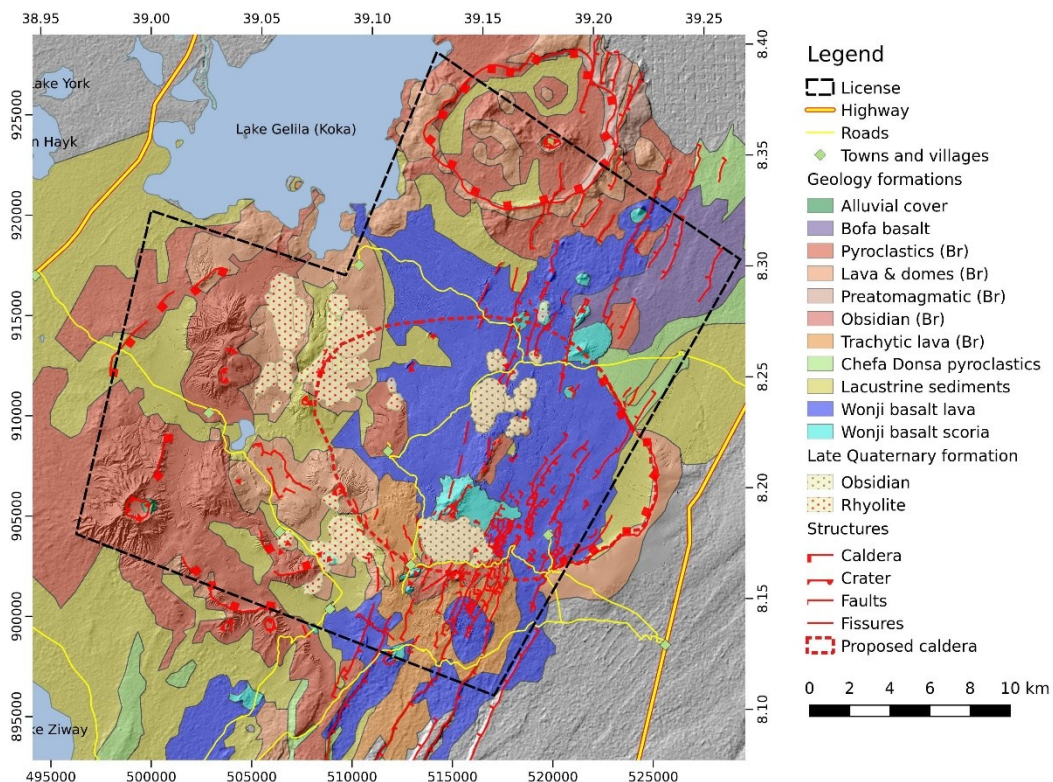 38.95 39.00 39.05 39.10 39.15 39.20 39.25
Lake York
Lake Gelila (Koka)
m Hayk
ke Ziway
925000
920000
915000
910000
905000
900000
895000
8.40
8.35
8.30
8.25
8.20
8.15
8.10
495000 500000 505000 510000 515000 520000 225000
Legend
License
Highway
Roads
Towns and villages
Geology formations
Alluvial cover
Bofa basalt
Pyroclastics (Br)
Lava & domes (Br)
Preatomagmatic (Br)
Obsidian (Br)
Trachytic lava (Br)
Chefa Donsa pyroclastics
Lacustrine sediments
Wonji basalt lava
Wonji basalt scoria
Late Quaternary formation
Obsidian
Rhyolite
Structures
Caldera
Crater
Faults
Fissures
Proposed caldera
0 2 4 6 8 10 km